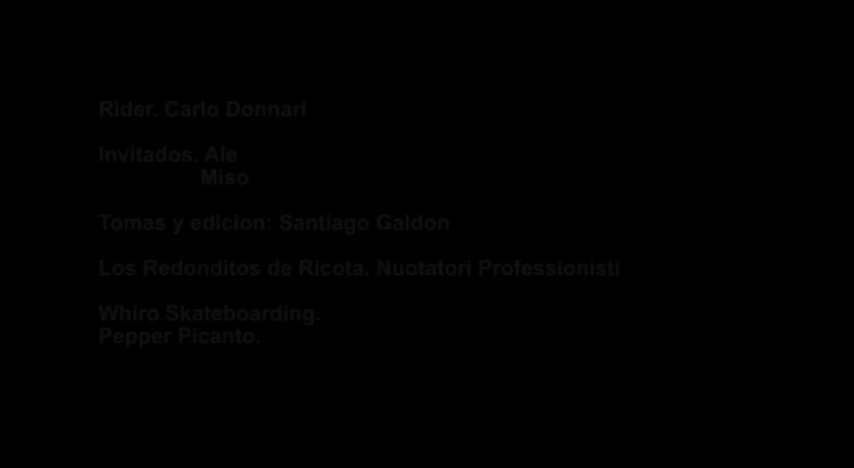 Rider. Carlo Donnari
Invitados. Ale
Miso
Tomas y edicion: Santiago Galdon
Los Redonditos de Ricota. Nuotatori Professionisti
Whiro Skateboarding.
Pepper Picanto.